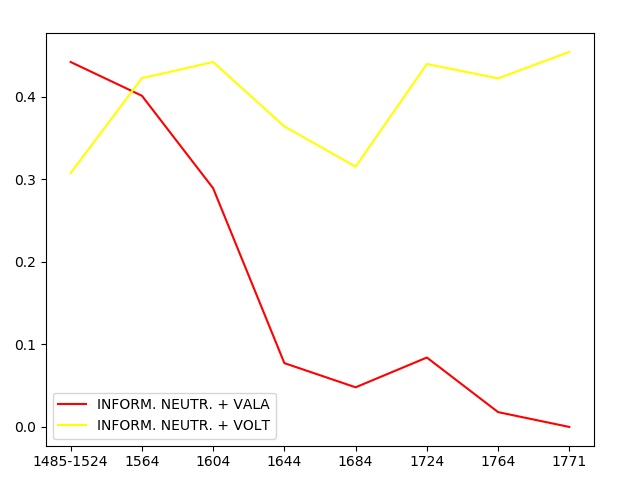 0.4
0.3
0.2
0.1
0.0
INFORM. NEUTR. + VALA
INFORM. NEUTR. + VOLT
1485-1524 1564 1604 1644 1684 1724 1764 1771